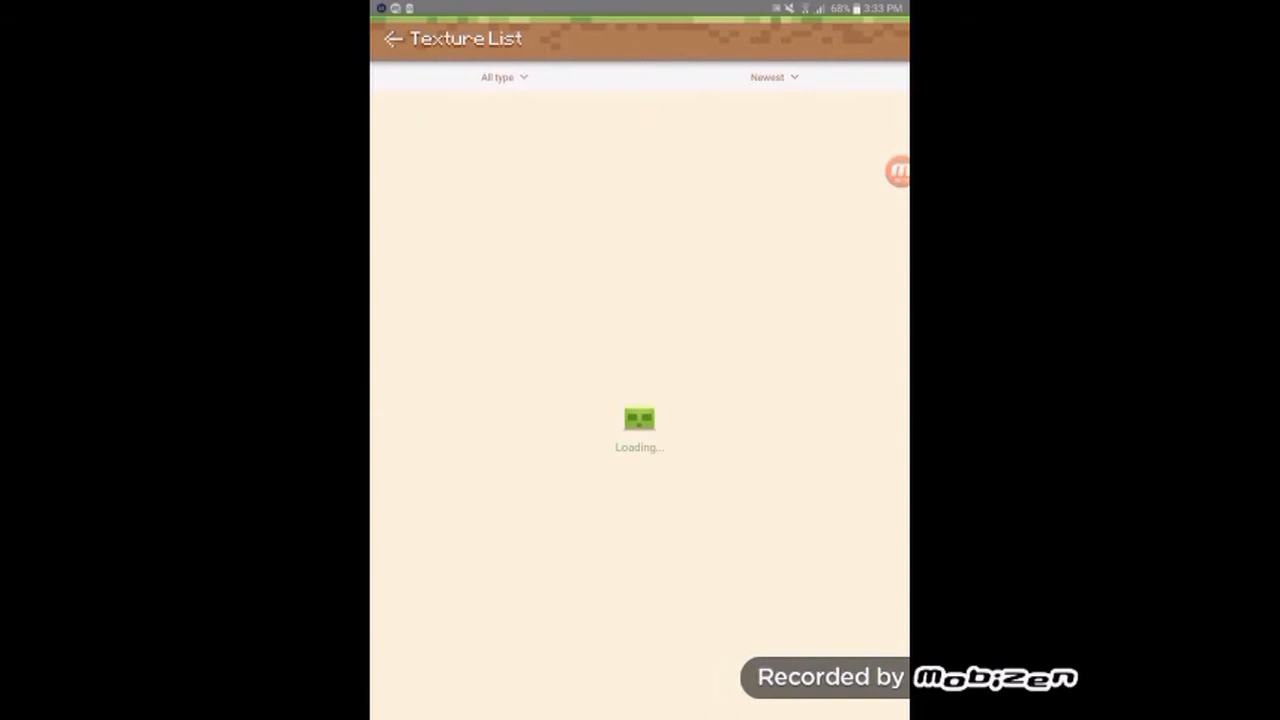 68% 3:33 PM
Texture List
All type
Newest
Loading...
Recorded by Mobizen